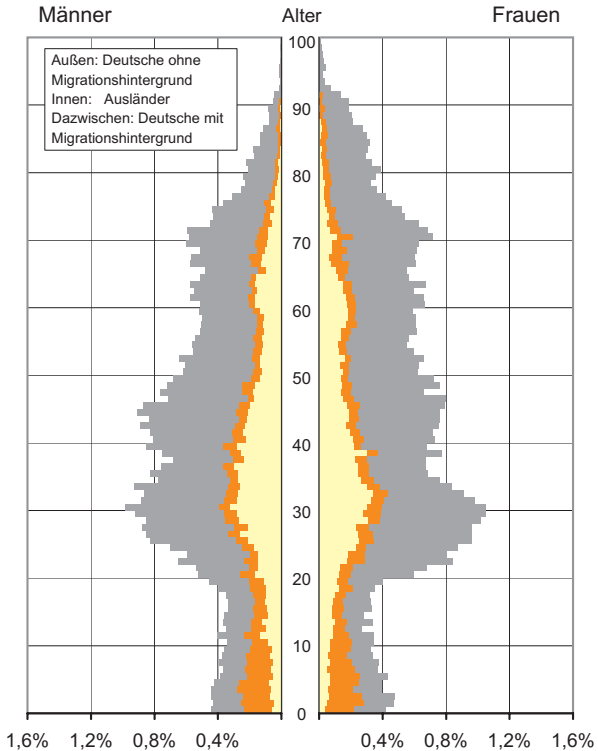 Männer Alter Frauen
Außen: Deutsche ohne
Migrationshintergrund
Innen: Ausländer
Dazwischen: Deutsche mit
Migrationshintergrund
100
90
80
70
60
50
40
30
20
10
0
1,6% 1,2% 0,8% 0,4% 0,4% 0,8% 1,2% 1,6%